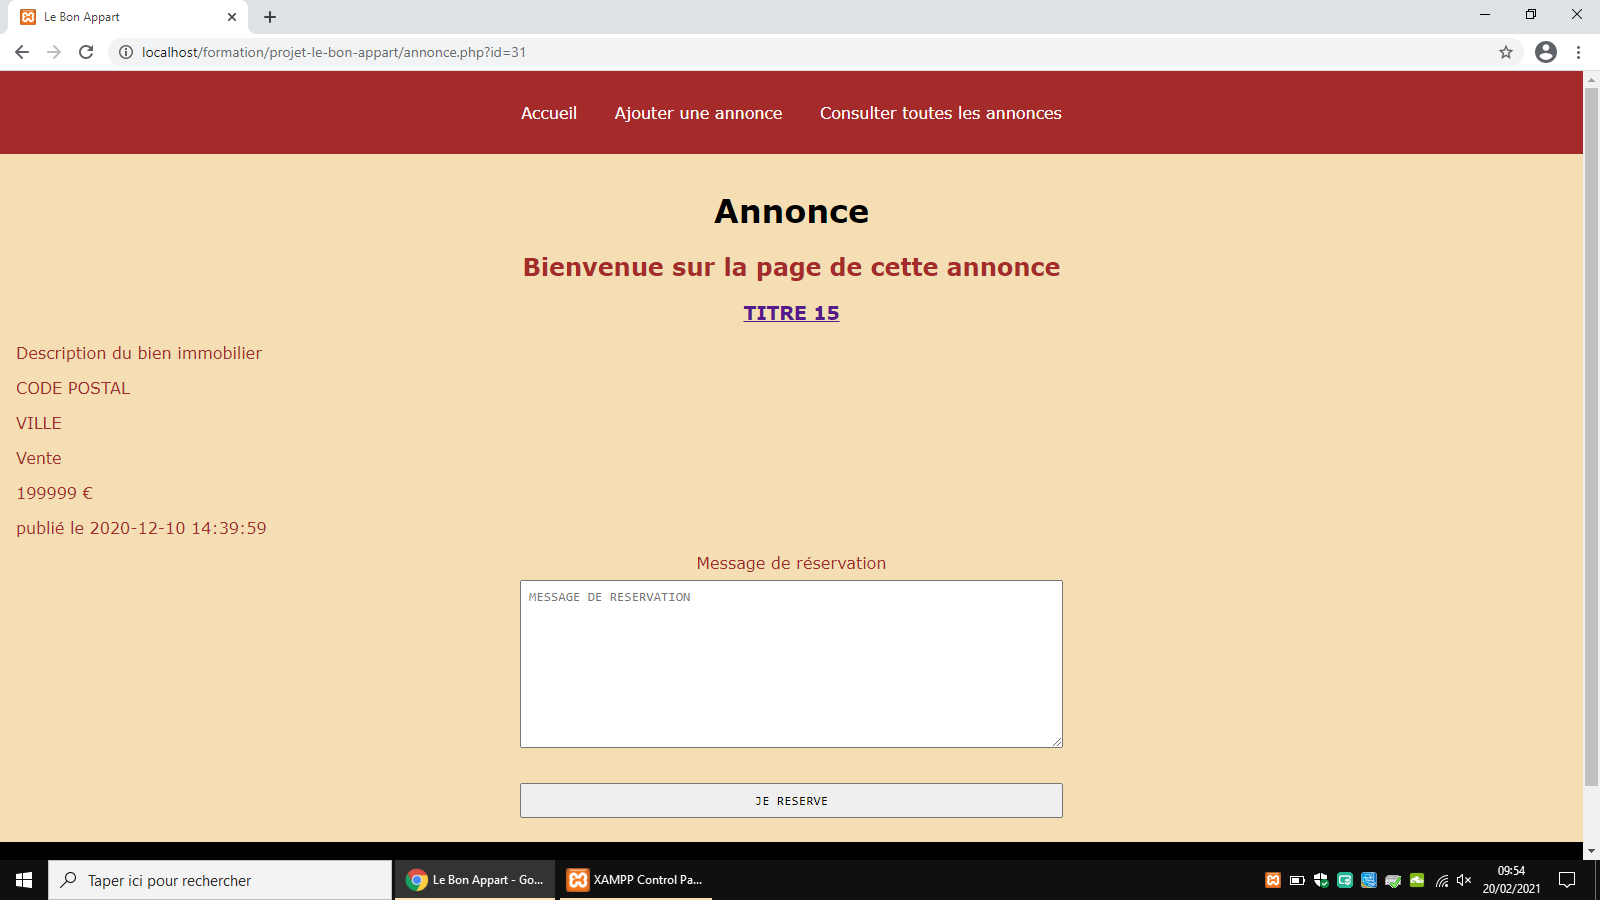 Le Bon Appart
localhost/formation/projet-le-bon-appart/annonce.php?id=31
Accueil Ajouter une annonce Consulter toutes les annonces
Annonce
Bienvenue sur la page de cette annonce
TITRE 15
Description du bien immobilier
CODE POSTAL
VILLE
Vente
199999 €
publié le 2020-12-10 14:39:59
Message de réservation
MESSAGE DE RESERVATION
JE RESERVE
Taper ici pour rechercher
Le Bon Appart - Go...
XAMPP Control Pa...
09:54
20/02/2021